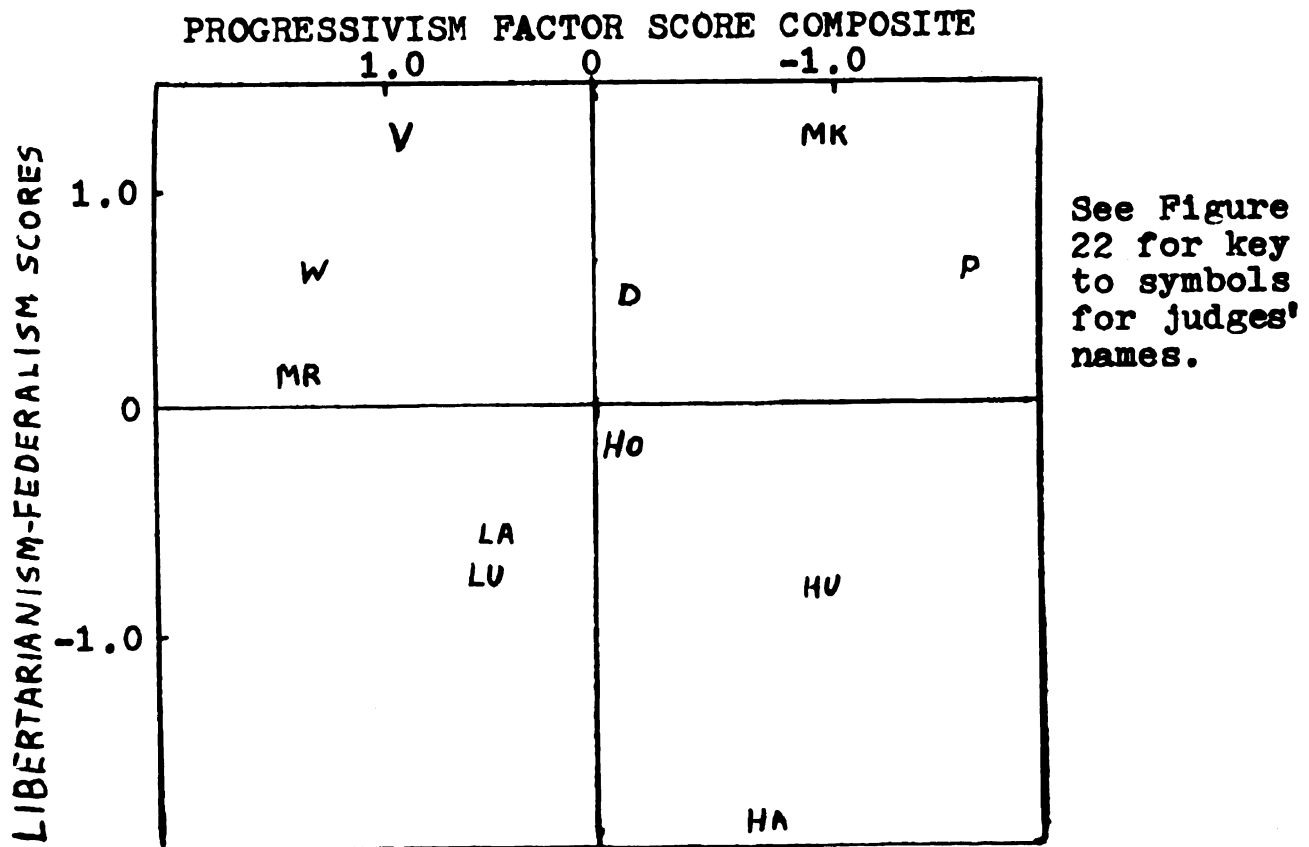 PROGRESSIVISM FACTOR SCORE COMPOSITE
1.0 0 -1.0
LIBERTARIANISM-FEDERALISM SCORES
V MK
1.0
W D P
MR
0
Ho
LA
LU HU
-1.0
HA
See Figure
22 for key
to symbols
for judges'
names.